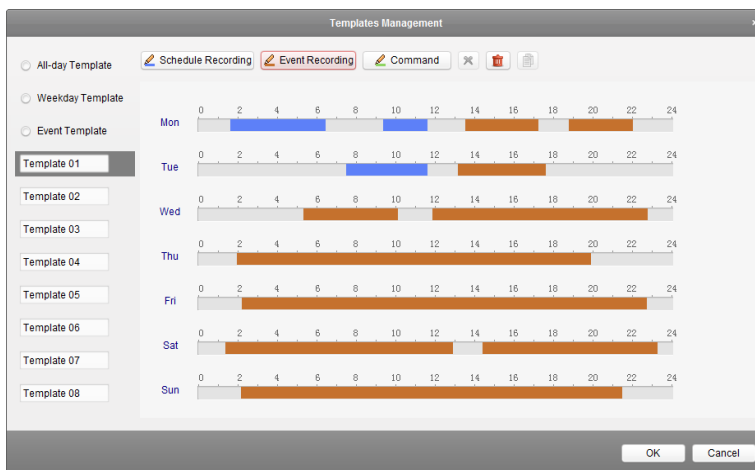 Templates Management ×
All-day Template
Weekday Template
Event Template
Template 01
Template 02
Template 03
Template 04
Template 05
Template 06
Template 07
Template 08
Schedule Recording Event Recording Command
0 2 4 6 8 10 12 14 16 18 20 22 24
Mon
0 2 4 6 8 10 12 14 16 18 20 22 24
Tue
0 2 4 6 8 10 12 14 16 18 20 22 24
Wed
0 2 4 6 8 10 12 14 16 18 20 22 24
Thu
0 2 4 6 8 10 12 14 16 18 20 22 24
Fri
0 2 4 6 8 10 12 14 16 18 20 22 24
Sat
0 2 4 6 8 10 12 14 16 18 20 22 24
Sun
OK Cancel